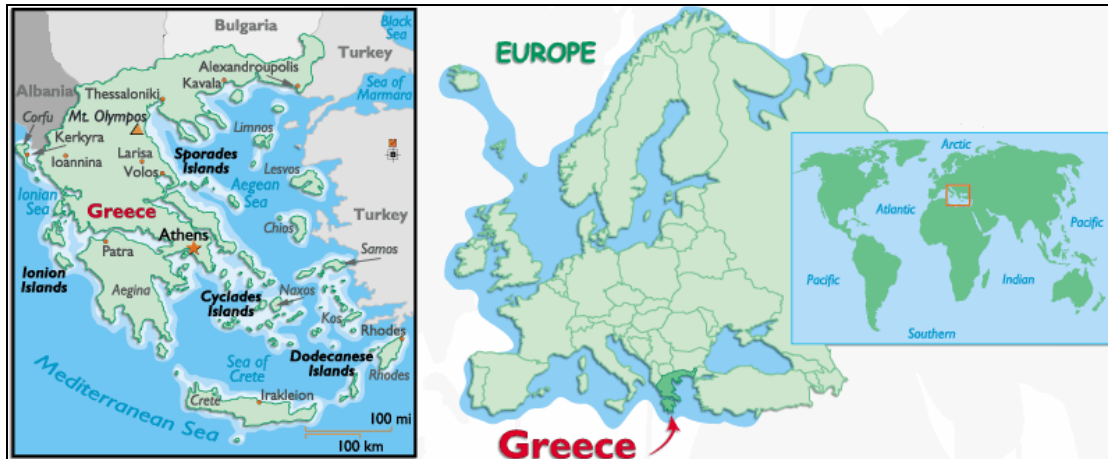 Bulgaria
Black
Sea
Turkey
Alexandroupolis
Kavala
Sea of
Marmara
Albania
Thessaloniki
Corfu
Mt. Olympos
Kerkyra
Limnos
Ioannina
Larisa
Volos
Sporades
Islands
Lesvos
Aegean
Sea
Ionian
Sea
Greece
Turkey
Chios
Athens
Patra
Samos
Ionion
Islands
Aegina
Cyclades
Islands
Naxos
Kos
Rhodes
Dodecanese
Islands
Rhodes
Sea of
Crete
Mediterranean Sea
Crete
Irakleion
100 mi
100 km
EUROPE
Greece
Arctic
Atlantic
Pacific
Pacific
Indian
Southern